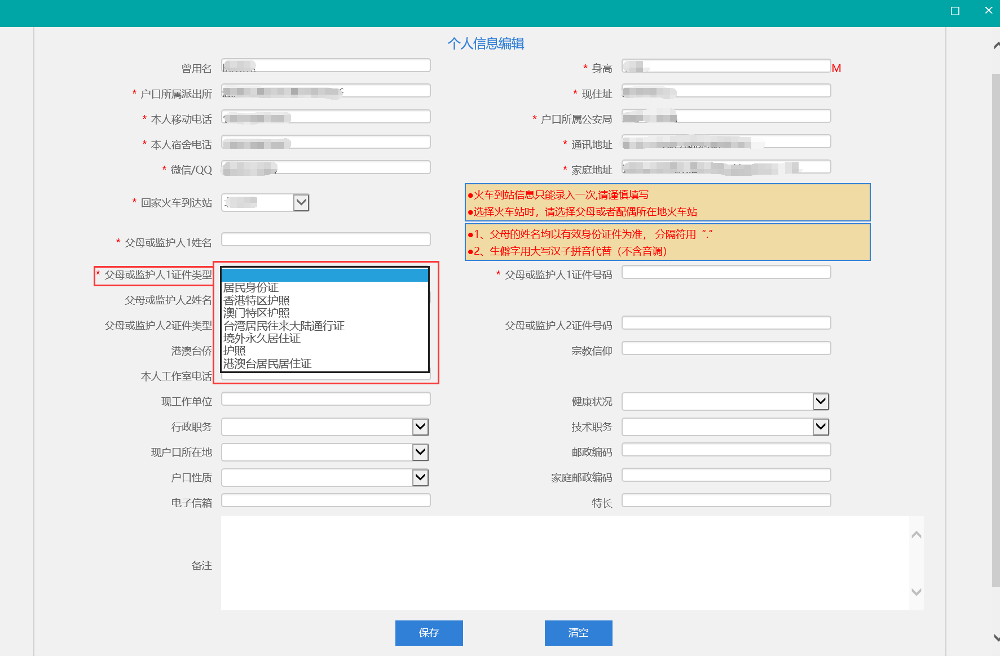 个人信息编辑
曾用名
* 身高 M
* 户口所属派出所
* 现住址
* 本人移动电话
* 户口所属公安局
* 本人宿舍电话
* 通讯地址
* 微信/QQ
* 家庭地址
* 回家火车到达站
●火车到站信息只能录入一次,请谨慎填写
●选择火车站时，请选择父母或者配偶所在地火车站
* 父母或监护人1姓名
●1、父母的姓名均以有效身份证件为准， 分隔符用“.”
●2、生僻字用大写汉子拼音代替（不含音调）
* 父母或监护人1证件类型
* 父母或监护人1证件号码
居民身份证
香港特区护照
澳门特区护照
台湾居民往来大陆通行证
境外永久居住证
护照
港澳台居民居住证
父母或监护人2姓名
父母或监护人2证件类型
父母或监护人2证件号码
港澳台侨
宗教信仰
本人工作室电话
现工作单位
健康状况
行政职务
技术职务
现户口所在地
邮政编码
户口性质
家庭邮政编码
电子信箱
特长
备注
保存
清空